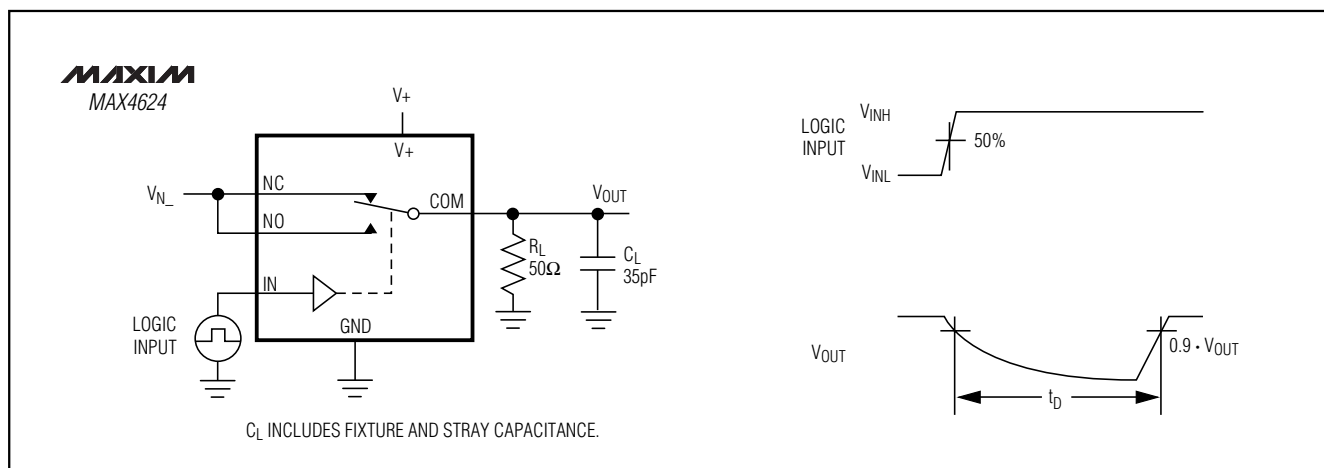 MAXIM
MAX4624
V+
V+
V_N_
NC
NO
COM
V_OUT
R_L
50Ω
C_L
35pF
IN
LOGIC
INPUT
GND
C_L INCLUDES FIXTURE AND STRAY CAPACITANCE.
LOGIC
INPUT
V_INH
50%
V_INL
V_OUT
0.9 · V_OUT
t_D